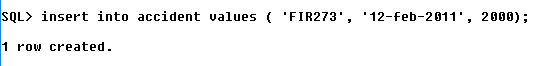 SQL> insert into accident values ( 'FIR273', '12-feb-2011', 2000);
1 row created.